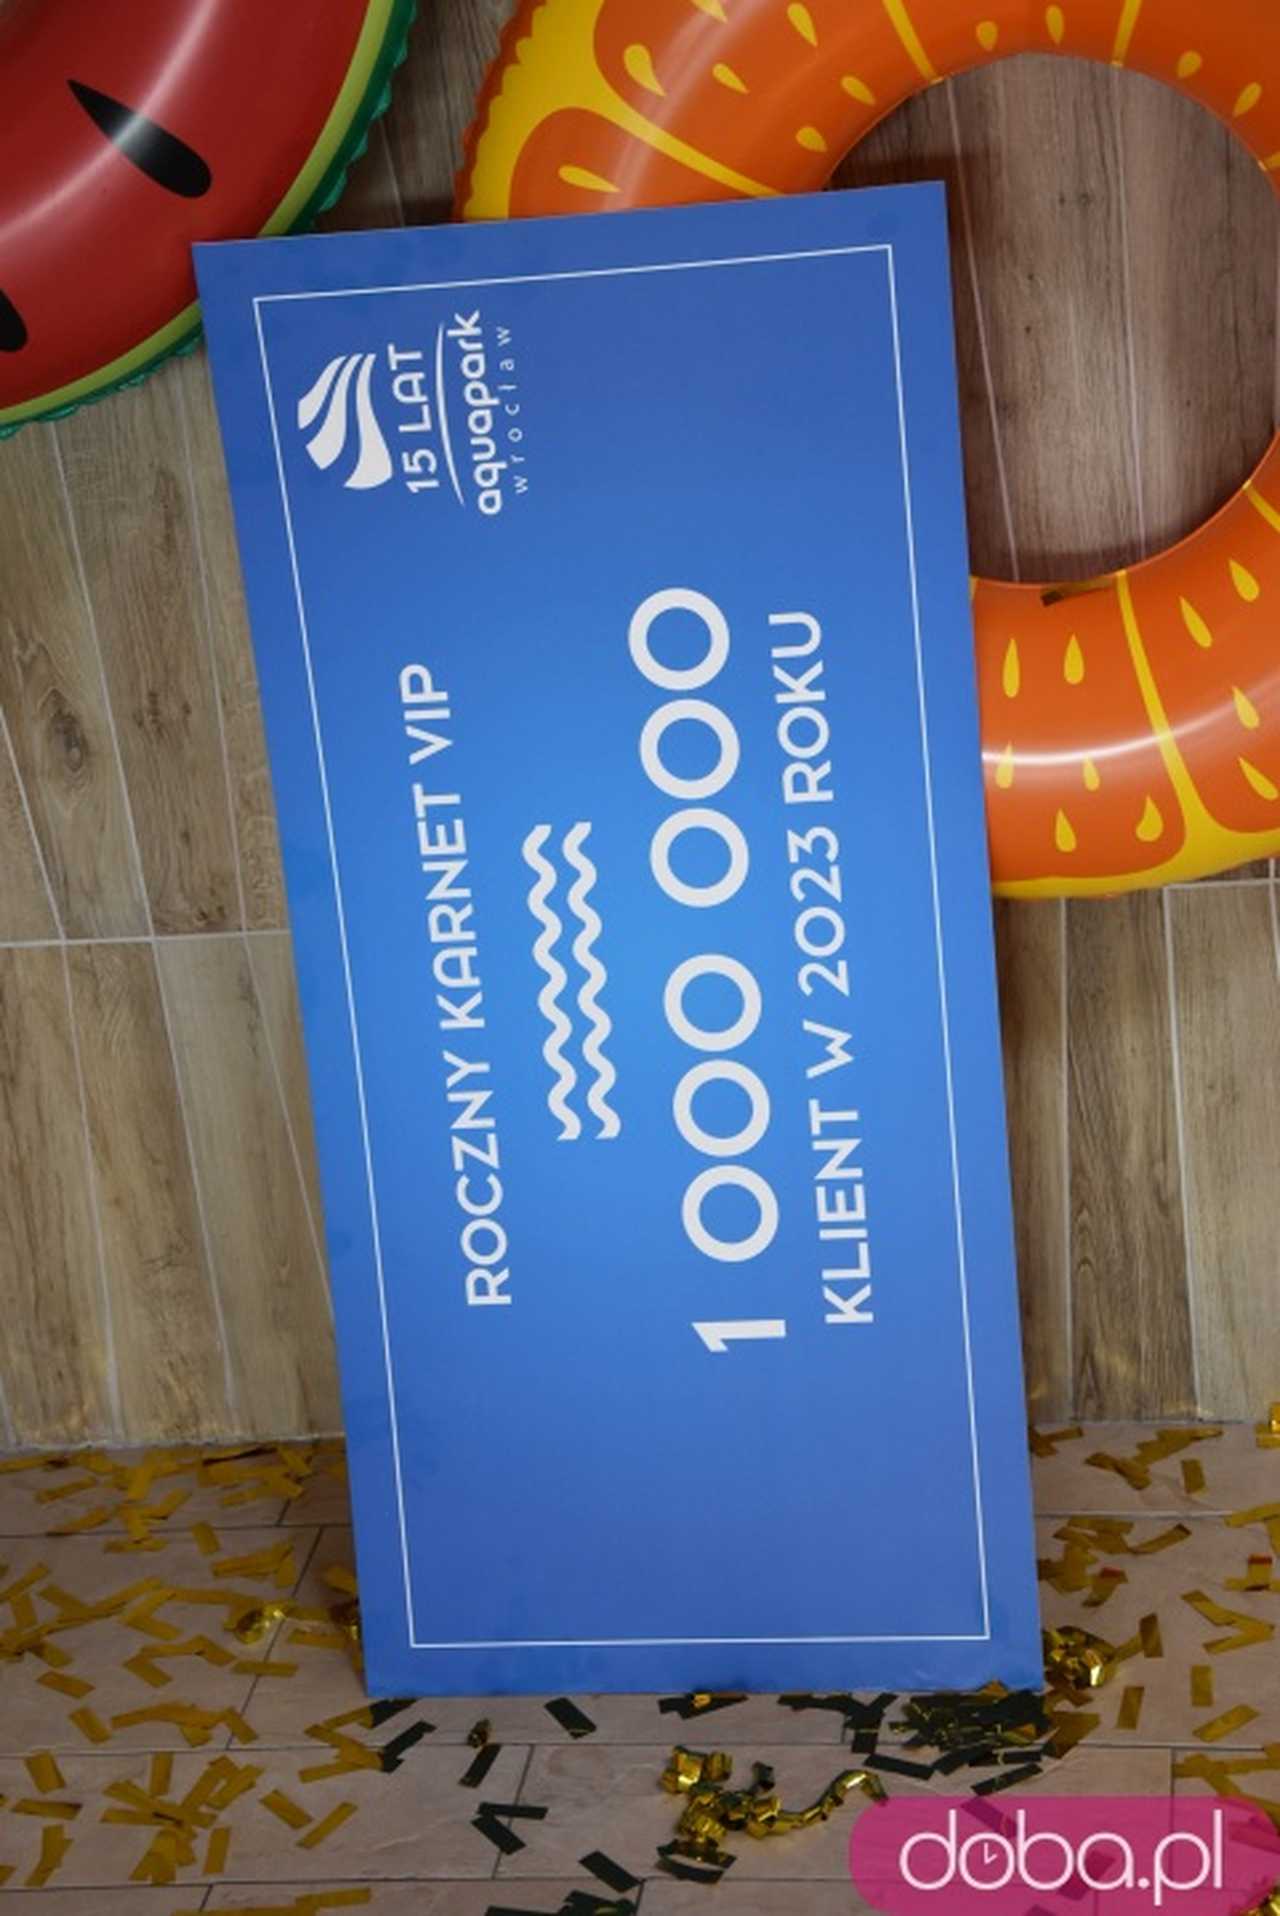 15 LAT
aquapark
wrocław
ROCZNY KARNET VIP
1 000 000
KLIENT W 2023 ROKU
doba.pl